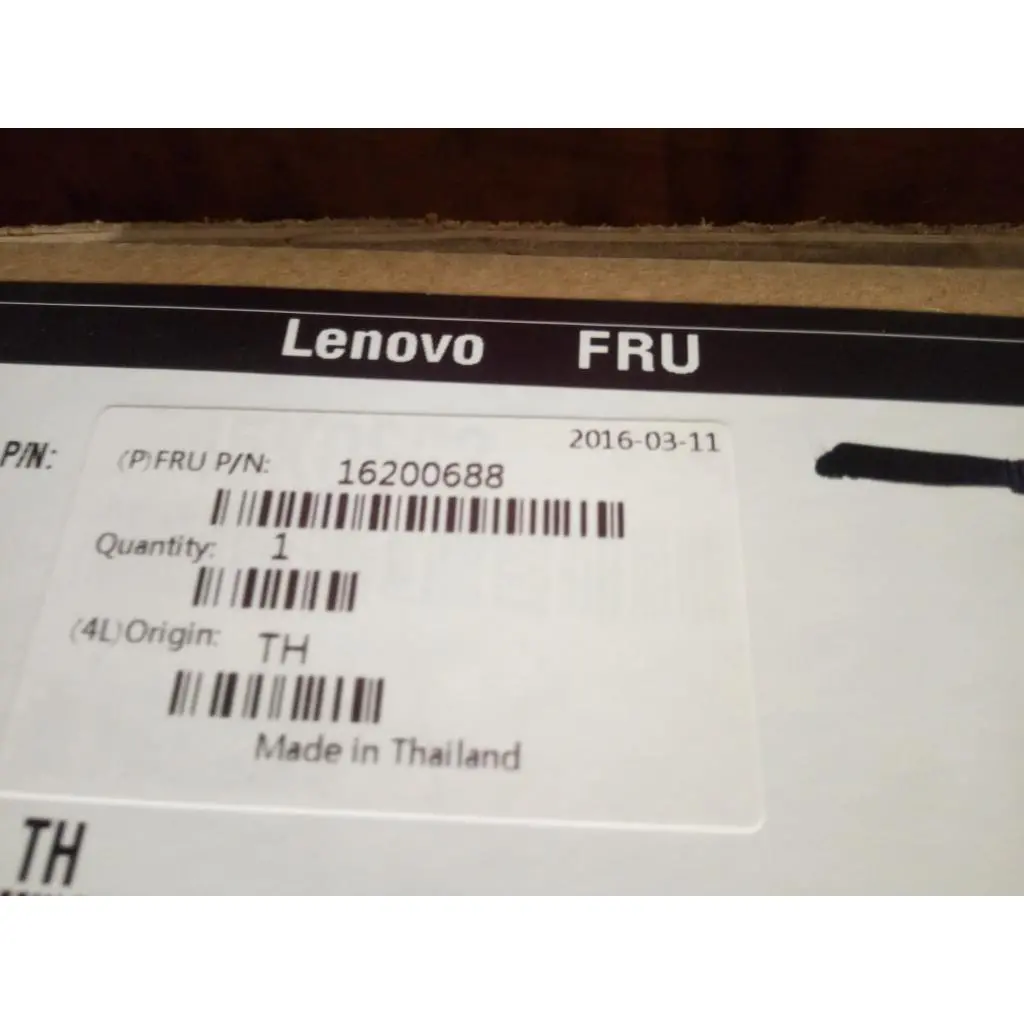 Lenovo FRU
P/N:
2016-03-11
(P)FRU P/N: 16200688
Quantity: 1
(4L)Origin: TH
Made in Thailand
TH